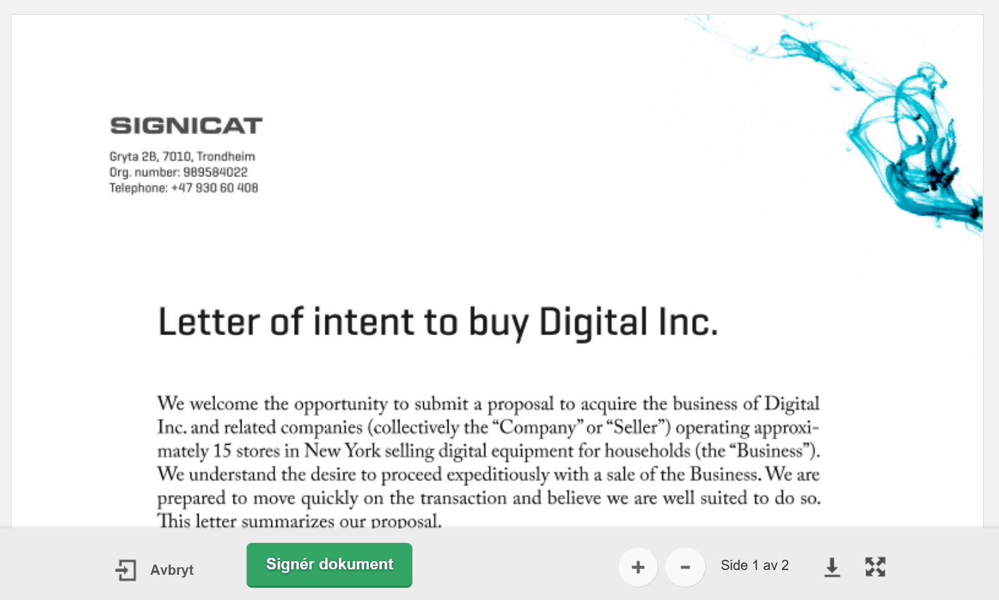 SIGNICAT
Gryta 2B, 7010, Trondheim
Org. number: 989584022
Telephone: +47 930 60 408
Letter of intent to buy Digital Inc.
We welcome the opportunity to submit a proposal to acquire the business of Digital
Inc. and related companies (collectively the “Company” or “Seller”) operating approxi-
mately 15 stores in New York selling digital equipment for households (the “Business”).
We understand the desire to proceed expeditiously with a sale of the Business. We are
prepared to move quickly on the transaction and believe we are well suited to do so.
This letter summarizes our proposal.
Avbryt
Signér dokument
+
-
Side 1 av 2